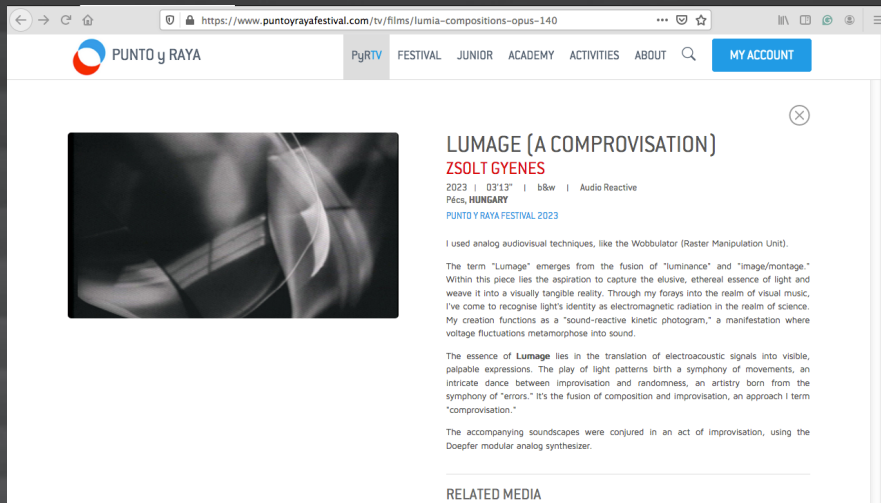 https://www.puntoyrayafestival.com/tv/films/lumia-compositions-opus-140
PUNTO y RAYA
PyRTV FESTIVAL JUNIOR ACADEMY ACTIVITIES ABOUT MY ACCOUNT
LUMAGE (A COMPROVISATION)
ZSOLT GYENES
2023 | 03'13" | b&w | Audio Reactive
Pécs, HUNGARY
PUNTO Y RAYA FESTIVAL 2023
I used analog audiovisual techniques, like the Wobbulator (Raster Manipulation Unit).
The term "Lumage" emerges from the fusion of "luminance" and "image/montage."
Within this piece lies the aspiration to capture the elusive, ethereal essence of light and
weave it into a visually tangible reality. Through my forays into the realm of visual music,
I've come to recognise light's identity as electromagnetic radiation in the realm of science.
My creation functions as a "sound-reactive kinetic photogram," a manifestation where
voltage fluctuations metamorphose into sound.
The essence of Lumage lies in the translation of electroacoustic signals into visible,
palpable expressions. The play of light patterns birth a symphony of movements, an
intricate dance between improvisation and randomness, an artistry born from the
symphony of "errors." It's the fusion of composition and improvisation, an approach I term
"comprovisation."
The accompanying soundscapes were conjured in an act of improvisation, using the
Doepfer modular analog synthesizer.
RELATED MEDIA